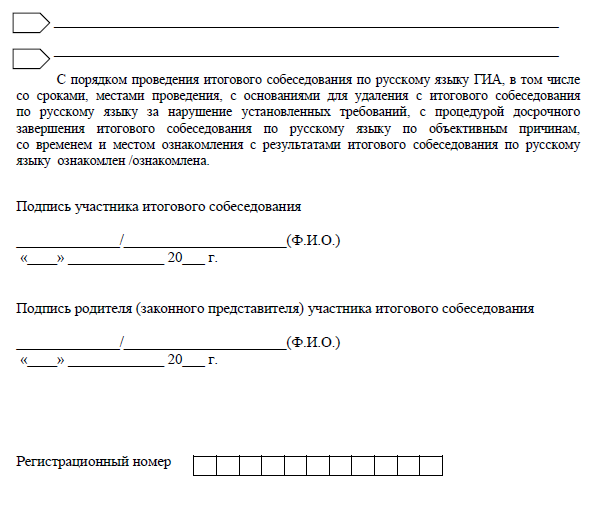 С порядком проведения итогового собеседования по русскому языку ГИА, в том числе
со сроками, местами проведения, с основаниями для удаления с итогового собеседования
по русскому языку за нарушение установленных требований, с процедурой досрочного
завершения итогового собеседования по русскому языку по объективным причинам,
со временем и местом ознакомления с результатами итогового собеседования по русскому
языку ознакомлен /ознакомлена.
Подпись участника итогового собеседования
______________/______________________(Ф.И.О.)
«____» _____________ 20___ г.
Подпись родителя (законного представителя) участника итогового собеседования
______________/______________________(Ф.И.О.)
«____» _____________ 20___ г.
Регистрационный номер